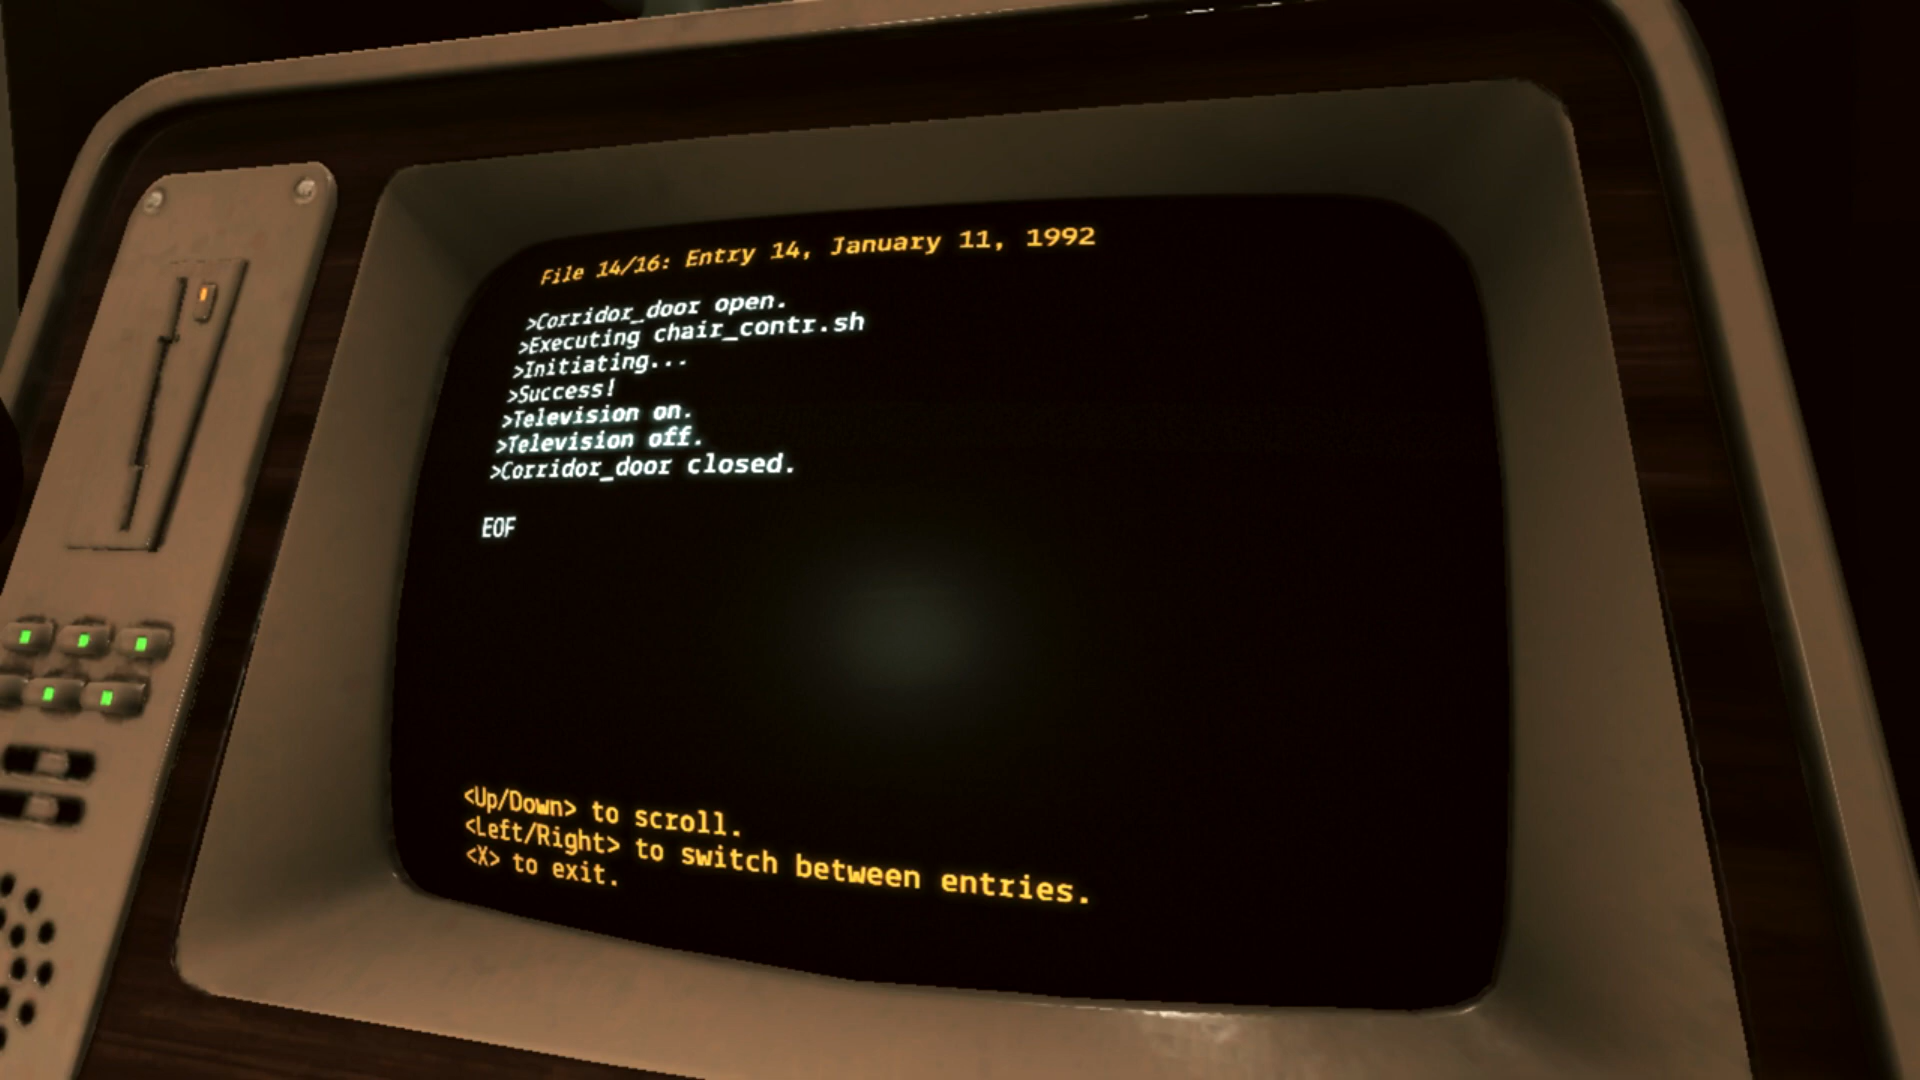 File 14/16: Entry 14, January 11, 1992
>Corridor_door open.
>Executing chair_contr.sh
>Initiating...
>Success!
>Television on.
>Television off.
>Corridor_door closed.
EOF
<Up/Down> to scroll.
<Left/Right> to switch between entries.
<X> to exit.